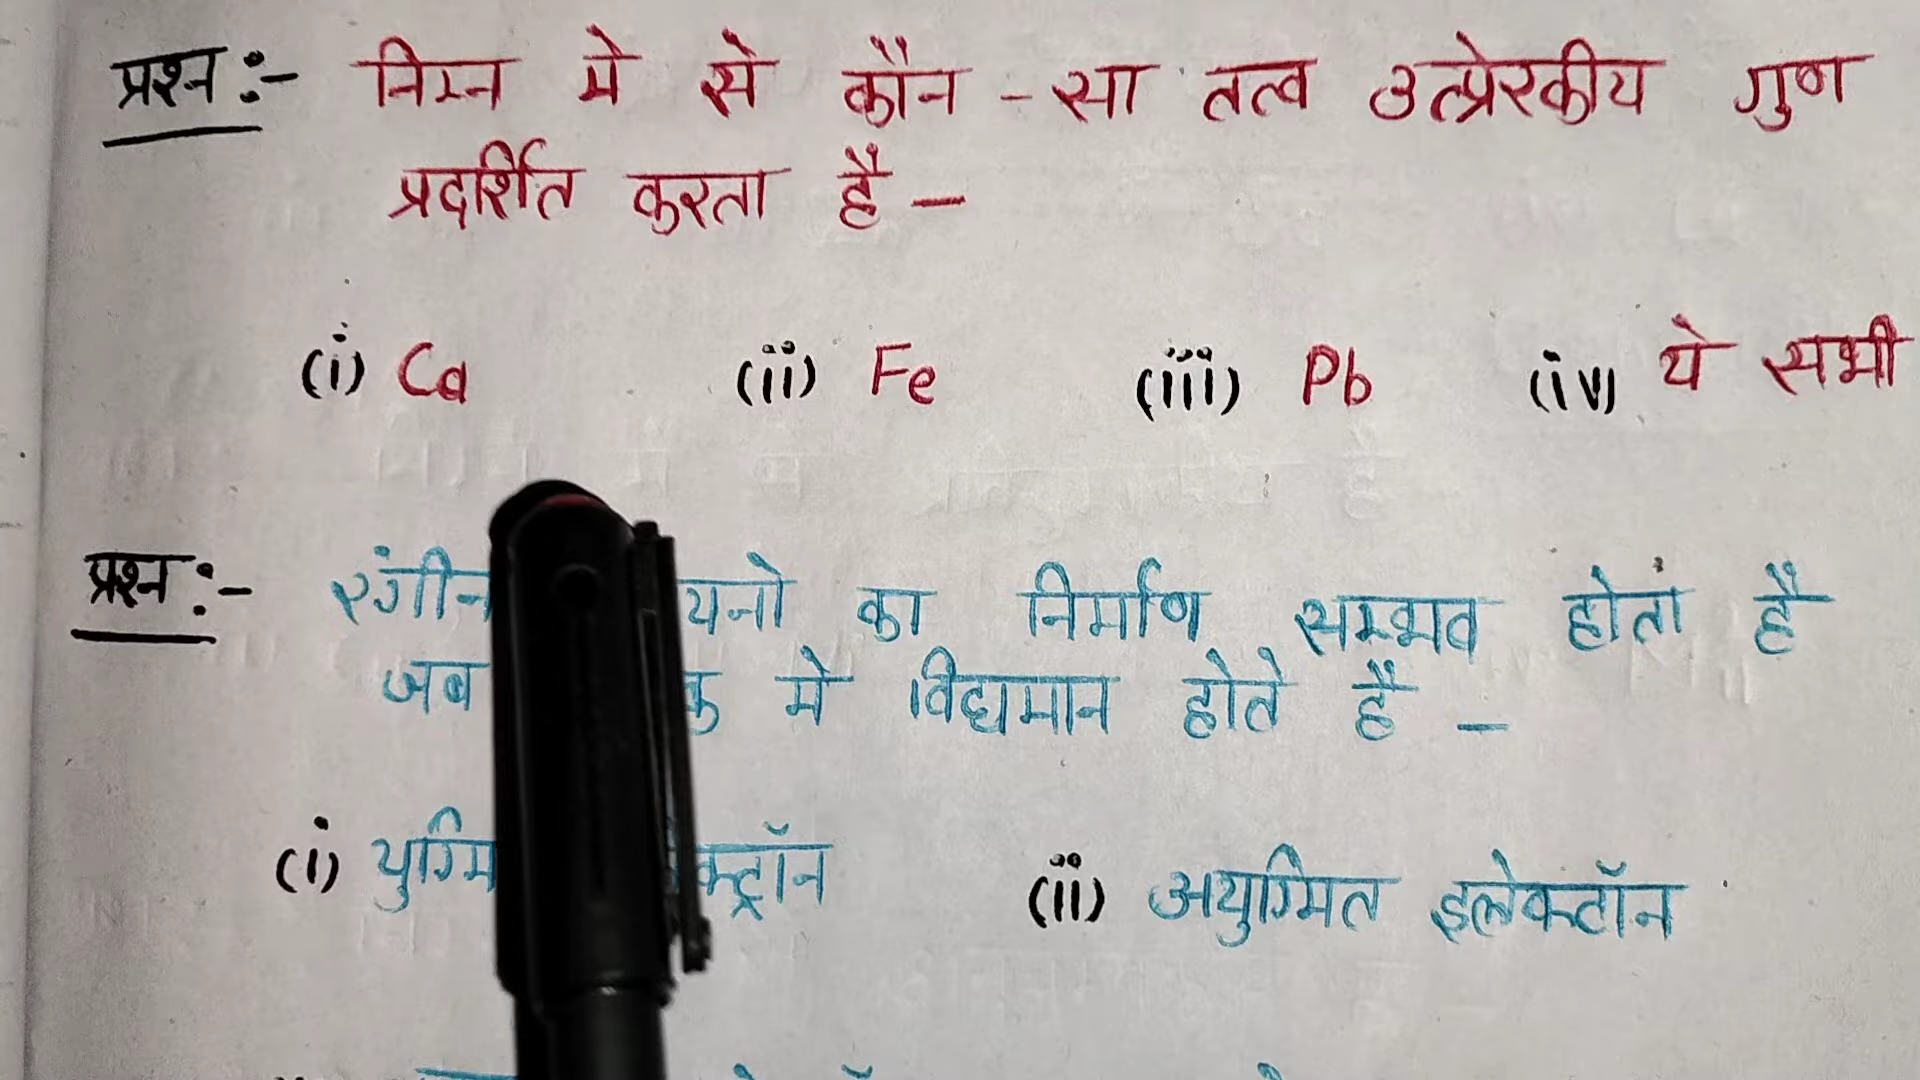 प्रश्न :- निम्न मे से कौन - सा तत्व उत्प्रेरकीय गुण
प्रदर्शित करता है -
(i) Ca (ii) Fe (iii) Pb (iv) ये सभी
प्रश्न :- रंगीन यनो का निर्माण सम्भव होता है
जब मे विद्यमान होते है -
(i) (ii) अयुग्मित इलेक्टॉन